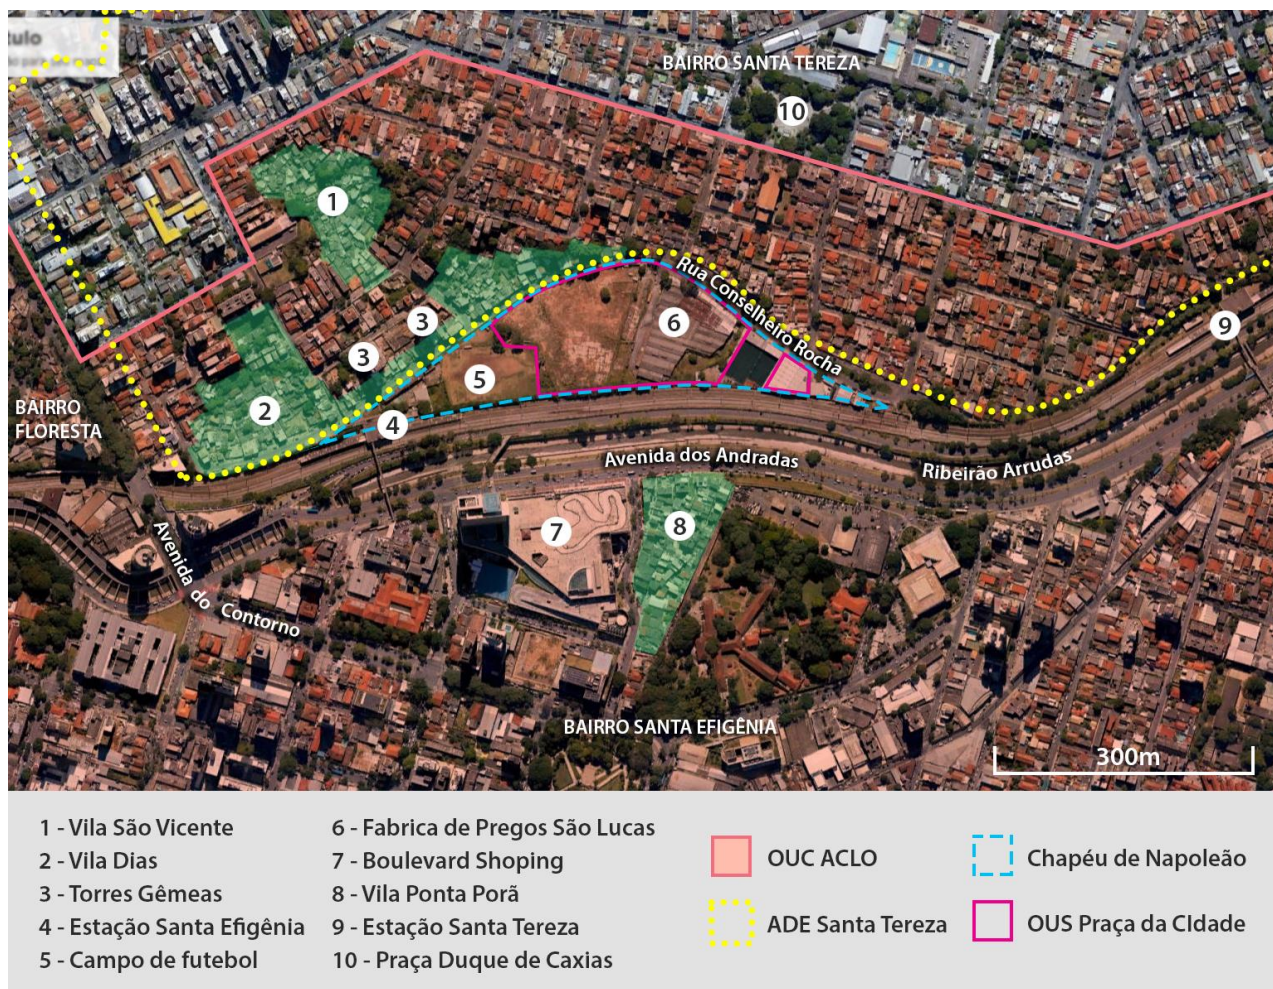 BAIRRO SANTA TEREZA
10
1
Rua Conselheiro Rocha
3
6
9
3
5
BAIRRO
FLORESTA
2
4
Avenida dos Andradas
Ribeirão Arrudas
7
8
Avenida do Contorno
BAIRRO SANTA EFIGÊNIA
300m
1 - Vila São Vicente
2 - Vila Dias
3 - Torres Gêmeas
4 - Estação Santa Efigênia
5 - Campo de futebol
6 - Fabrica de Pregos São Lucas
7 - Boulevard Shoping
8 - Vila Ponta Porã
9 - Estação Santa Tereza
10 - Praça Duque de Caxias
OUC ACLO
ADE Santa Tereza
Chapéu de Napoleão
OUS Praça da CIdade